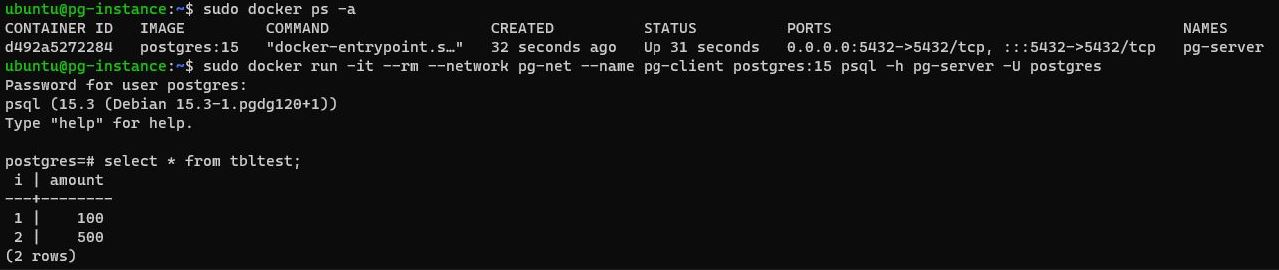 ubuntu@pg-instance:~$ sudo docker ps -a
CONTAINER ID   IMAGE         COMMAND                  CREATED          STATUS          PORTS                                       NAMES
d492a5272284   postgres:15   "docker-entrypoint.s…"   32 seconds ago   Up 31 seconds   0.0.0.0:5432->5432/tcp, :::5432->5432/tcp   pg-server
ubuntu@pg-instance:~$ sudo docker run -it --rm --network pg-net --name pg-client postgres:15 psql -h pg-server -U postgres
Password for user postgres:
psql (15.3 (Debian 15.3-1.pgdg120+1))
Type "help" for help.

postgres=# select * from tbltest;
 i | amount
---+--------
 1 |    100
 2 |    500
(2 rows)